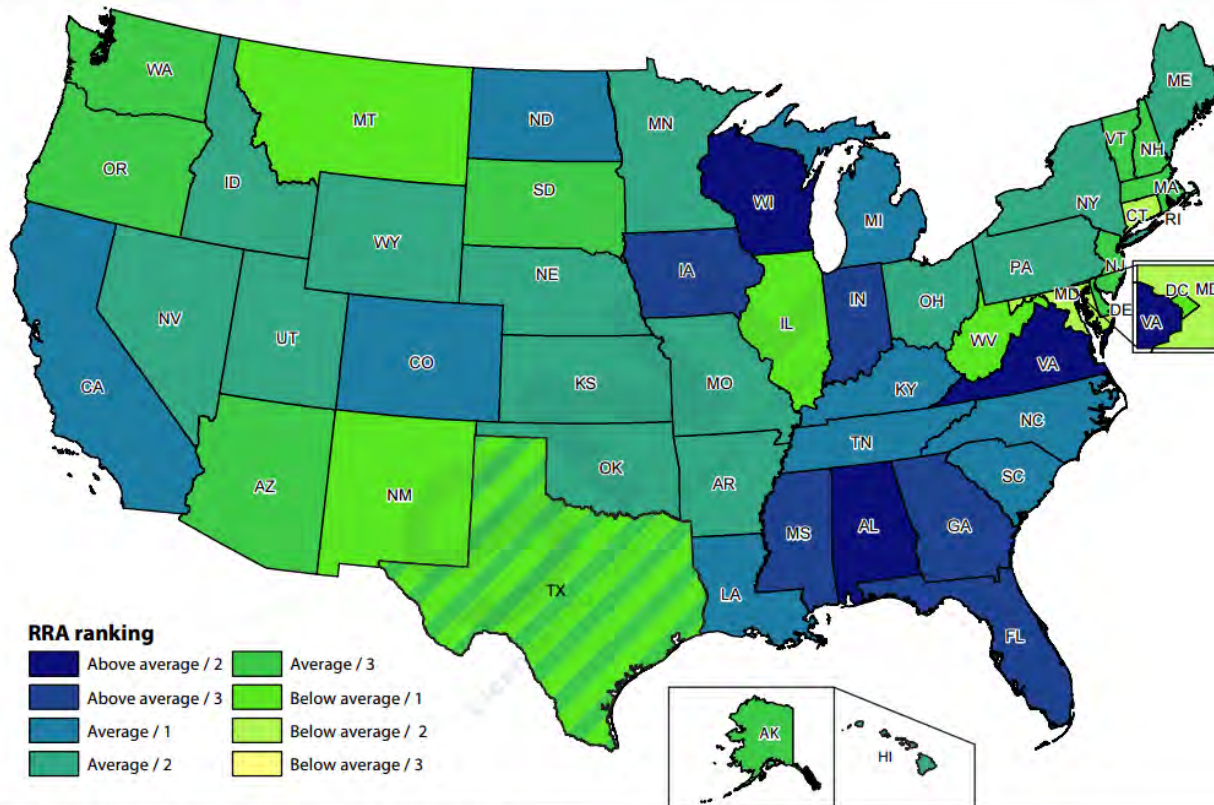 ME
WA
MT
ND
MN
VT
NH
OR
ID
SD
WI
MA
NY
CT
RI
WY
MI
IA
PA
NJ
NE
DC
MD
NV
OH
MD
DE
UT
IL
IN
VA
WV
CO
VA
CA
KS
MO
KY
NC
TN
OK
SC
AZ
NM
AR
MS
AL
GA
TX
LA
FL
RRA ranking
Above average / 2
Average / 3
Above average / 3
Below average / 1
Average / 1
Below average / 2
Average / 2
Below average / 3
AK
HI